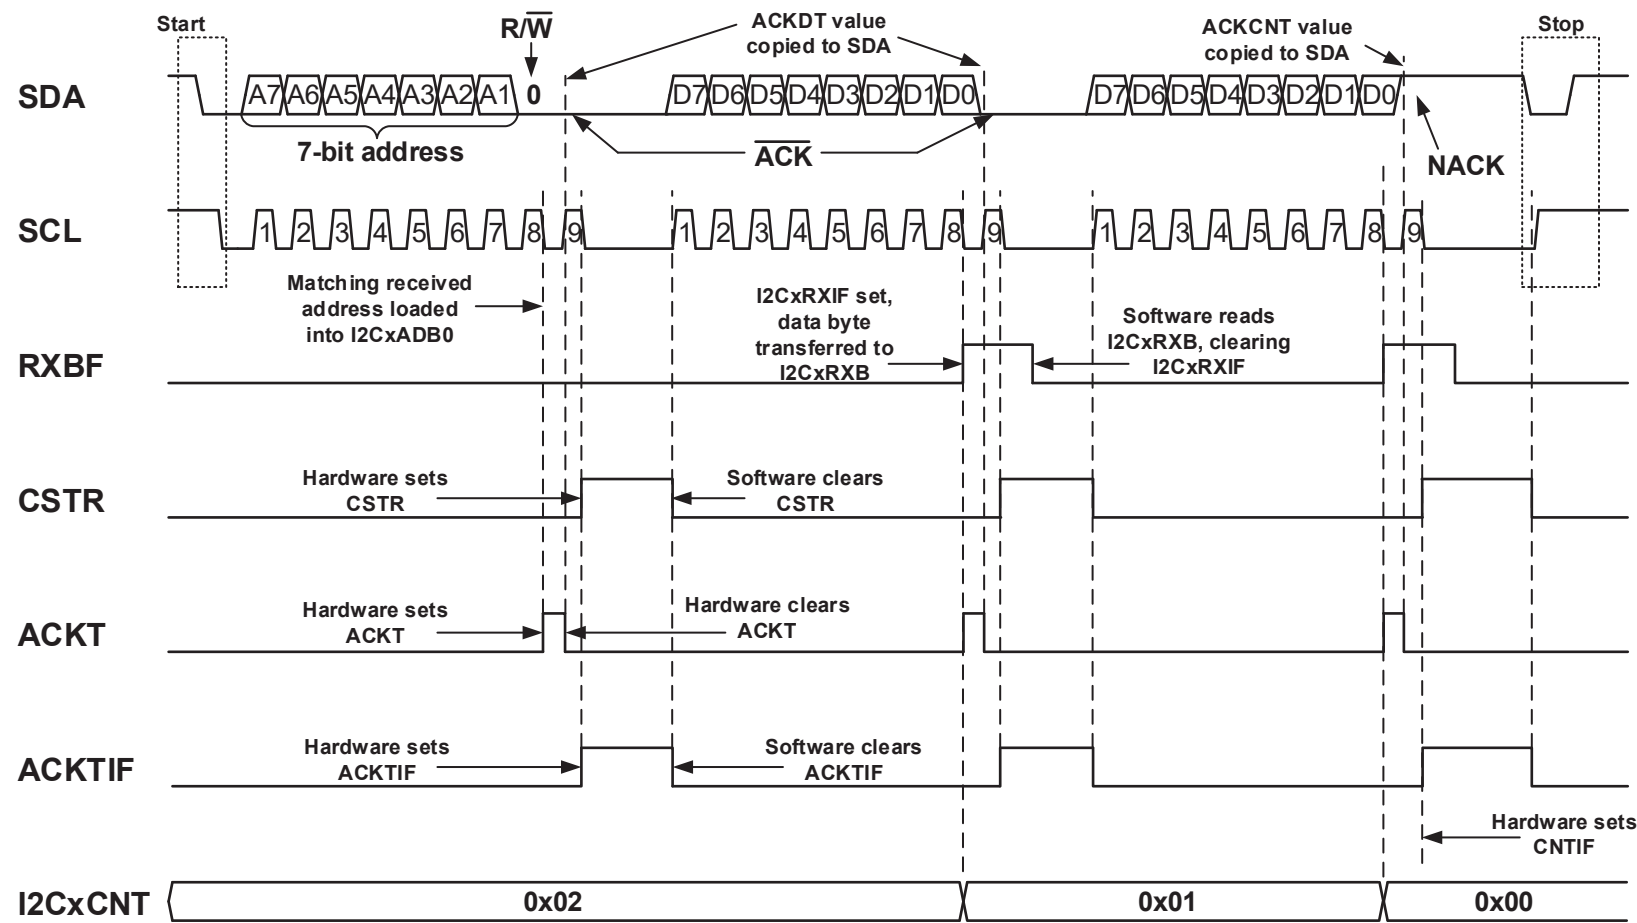 Start
R/W
ACKDT value
copied to SDA
ACKCNT value
copied to SDA
Stop
SDA
A7 A6 A5 A4 A3 A2 A1 0
D7 D6 D5 D4 D3 D2 D1 D0
D7 D6 D5 D4 D3 D2 D1 D0
7-bit address
ACK
NACK
SCL
1 2 3 4 5 6 7 8 9
1 2 3 4 5 6 7 8 9
1 2 3 4 5 6 7 8 9
Matching received
address loaded
into I2CxADB0
I2CxRXIF set,
data byte
transferred to
I2CxRXB
Software reads
I2CxRXB, clearing
I2CxRXIF
RXBF
Hardware sets
CSTR
Software clears
CSTR
CSTR
Hardware sets
ACKT
Hardware clears
ACKT
ACKT
Hardware sets
ACKTIF
Software clears
ACKTIF
ACKTIF
Hardware sets
CNTIF
I2CxCNT
0x02
0x01
0x00